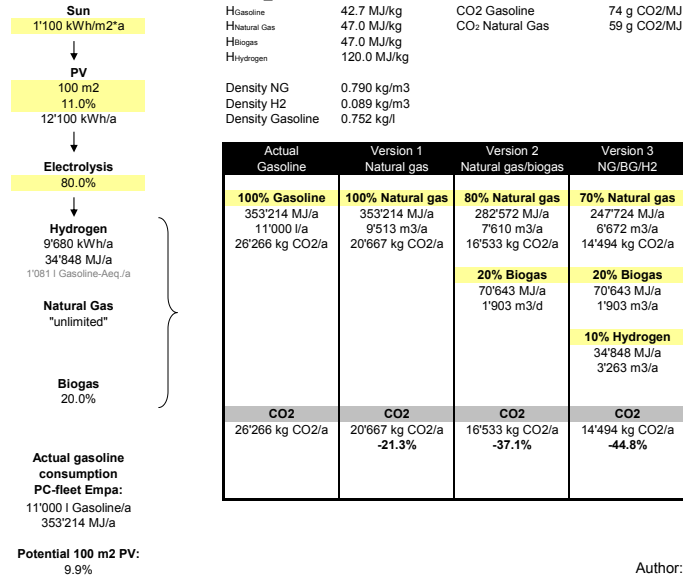 Sun
1'100 kWh/m2*a
PV
100 m2
11.0%
12'100 kWh/a
Electrolysis
80.0%
Hydrogen
9'680 kWh/a
34'848 MJ/a
1'081 l Gasoline-Aeq./a
Natural Gas
"unlimited"
Biogas
20.0%
Actual gasoline
consumption
PC-fleet Empa:
11'000 l Gasoline/a
353'214 MJ/a
Potential 100 m2 PV:
9.9%
HGasoline 42.7 MJ/kg CO2 Gasoline 74 g CO2/MJ
HNatural Gas 47.0 MJ/kg CO2 Natural Gas 59 g CO2/MJ
HBiogas 47.0 MJ/kg
HHydrogen 120.0 MJ/kg
Density NG 0.790 kg/m3
Density H2 0.089 kg/m3
Density Gasoline 0.752 kg/l
Actual Version 1 Version 2 Version 3
Gasoline Natural gas Natural gas/biogas NG/BG/H2
100% Gasoline 100% Natural gas 80% Natural gas 70% Natural gas
353'214 MJ/a 353'214 MJ/a 282'572 MJ/a 247'724 MJ/a
11'000 l/a 9'513 m3/a 7'610 m3/a 6'672 m3/a
26'266 kg CO2/a 20'667 kg CO2/a 16'533 kg CO2/a 14'494 kg CO2/a
20% Biogas 20% Biogas
70'643 MJ/a 70'643 MJ/a
1'903 m3/d 1'903 m3/a
10% Hydrogen
34'848 MJ/a
3'263 m3/a
CO2 CO2 CO2 CO2
26'266 kg CO2/a 20'667 kg CO2/a 16'533 kg CO2/a 14'494 kg CO2/a
-21.3% -37.1% -44.8%
Author: